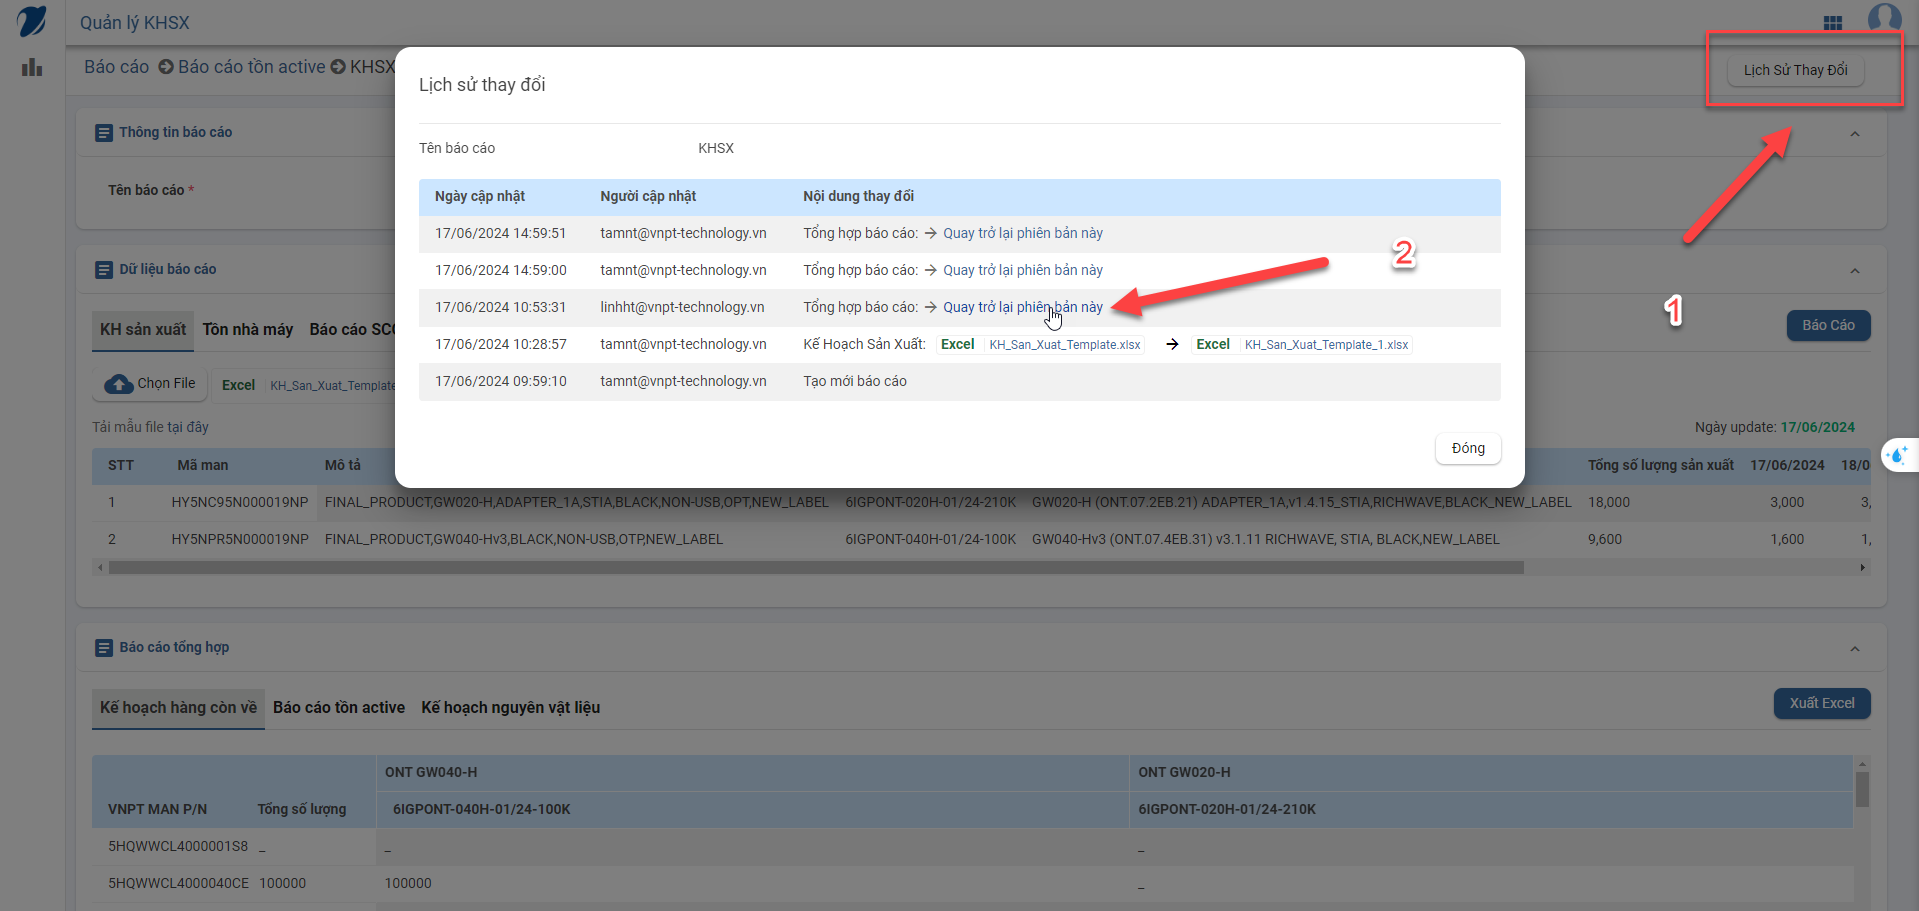 Quản lý KHSX
Báo cáo Báo cáo tồn active KHSX
Lịch Sử Thay Đổi
Lịch sử thay đổi
Tên báo cáo KHSX
Ngày cập nhật Người cập nhật Nội dung thay đổi
17/06/2024 14:59:51 tamnt@vnpt-technology.vn Tổng hợp báo cáo: → Quay trở lại phiên bản này
17/06/2024 14:59:00 tamnt@vnpt-technology.vn Tổng hợp báo cáo: → Quay trở lại phiên bản này
17/06/2024 10:53:31 linhht@vnpt-technology.vn Tổng hợp báo cáo: → Quay trở lại phiên bản này
17/06/2024 10:28:57 tamnt@vnpt-technology.vn Kế Hoạch Sản Xuất: Excel KH_San_Xuat_Template.xlsx → Excel KH_San_Xuat_Template_1.xlsx
17/06/2024 09:59:10 tamnt@vnpt-technology.vn Tạo mới báo cáo
Đóng
1
2
Thông tin báo cáo
Tên báo cáo *
Dữ liệu báo cáo
KH sản xuất Tồn nhà máy Báo cáo SC
Báo Cáo
Chọn File Excel KH_San_Xuat_Template
Tải mẫu file tại đây
Ngày update: 17/06/2024
STT Mã man Mô tả Tổng số lượng sản xuất 17/06/2024 18/0
1 HY5NC95N000019NP FINAL_PRODUCT,GW020-H,ADAPTER_1A,STIA,BLACK,NON-USB,OPT,NEW_LABEL 6IGPONT-020H-01/24-210K GW020-H (ONT.07.2EB.21) ADAPTER_1A,v1.4.15_STIA,RICHWAVE,BLACK_NEW_LABEL 18,000 3,000 3,
2 HY5NPR5N000019NP FINAL_PRODUCT,GW040-Hv3,BLACK,NON-USB,OTP,NEW_LABEL 6IGPONT-040H-01/24-100K GW040-Hv3 (ONT.07.4EB.31) v3.1.11 RICHWAVE, STIA, BLACK,NEW_LABEL 9,600 1,600 1,
Báo cáo tổng hợp
Kế hoạch hàng còn về Báo cáo tồn active Kế hoạch nguyên vật liệu
Xuất Excel
ONT GW040-H ONT GW020-H
VNPT MAN P/N Tổng số lượng 6IGPONT-040H-01/24-100K 6IGPONT-020H-01/24-210K
5HQWWCL4000001S8 _ _ _
5HQWWCL4000040CE 100000 100000 _